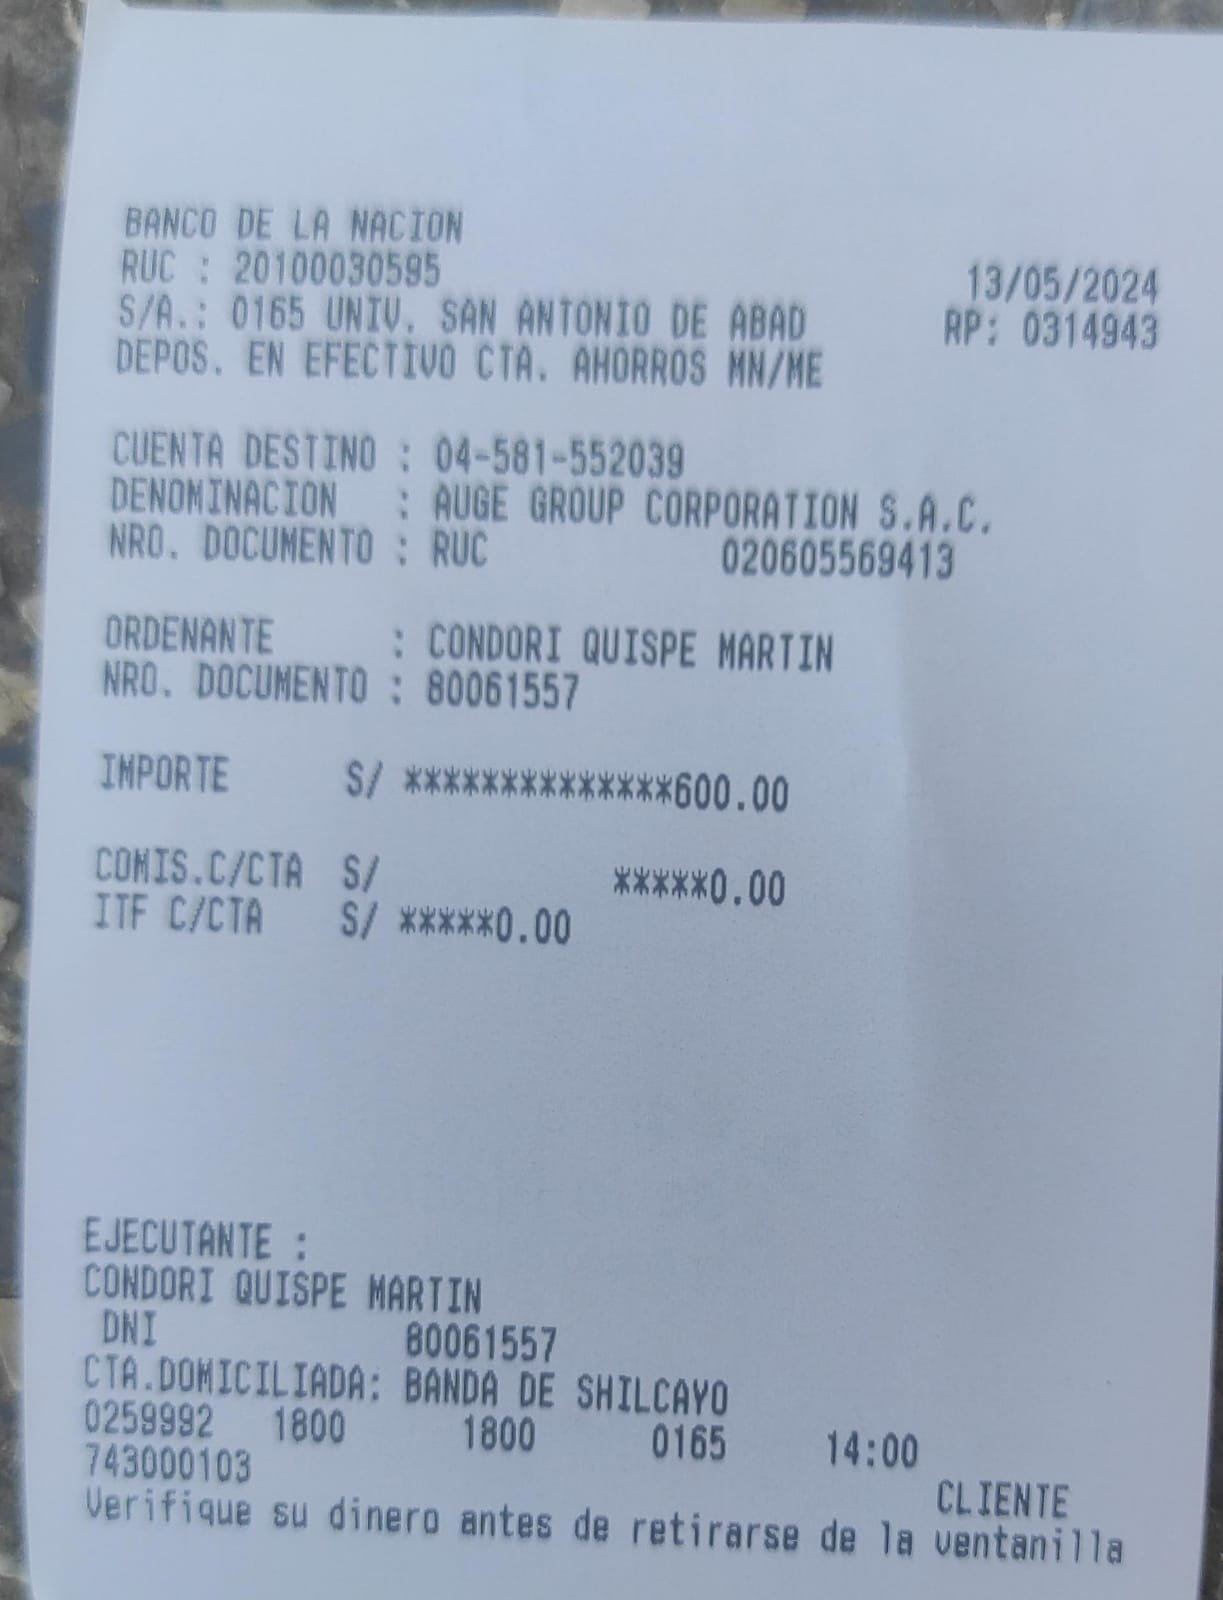 BANCO DE LA NACION
RUC : 20100030595 13/05/2024
S/A.: 0165 UNIV. SAN ANTONIO DE ABAD RP: 0314943
DEPOS. EN EFECTIVO CTA. AHORROS MN/ME
CUENTA DESTINO : 04-581-552039
DENOMINACION : AUGE GROUP CORPORATION S.A.C.
NRO. DOCUMENTO : RUC 020605569413
ORDENANTE : CONDORI QUISPE MARTIN
NRO. DOCUMENTO : 80061557
IMPORTE S/ **************600.00
COMIS.C/CTA S/ *****0.00
ITF C/CTA S/ *****0.00
EJECUTANTE :
CONDORI QUISPE MARTIN
DNI 80061557
CTA.DOMICILIADA: BANDA DE SHILCAYO
0259992 1800 1800 0165 14:00
743000103 CLIENTE
Verifique su dinero antes de retirarse de la ventanilla